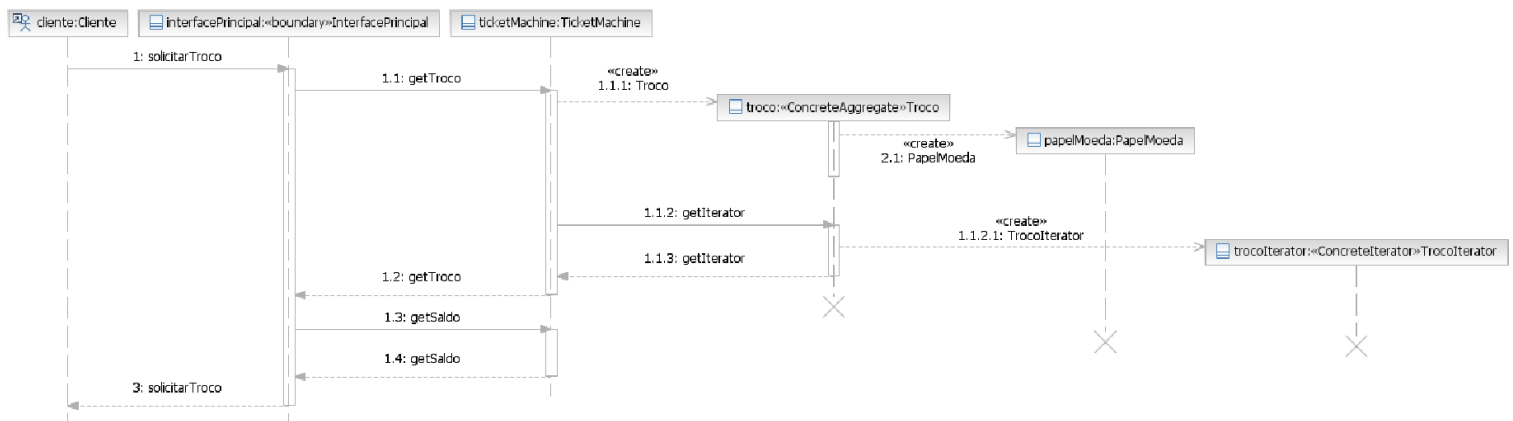 cliente:Cliente
interfacePrincipal:«boundary»InterfacePrincipal
ticketMachine:TicketMachine
1: solicitarTroco
1.1: getTroco
«create»
1.1.1: Troco
troco:«ConcreteAggregate»Troco
«create»
2.1: PapelMoeda
papelMoeda:PapelMoeda
1.1.2: getIterator
«create»
1.1.2.1: TrocoIterator
trocoIterator:«ConcreteIterator»TrocoIterator
1.1.3: getIterator
1.2: getTroco
1.3: getSaldo
1.4: getSaldo
3: solicitarTroco